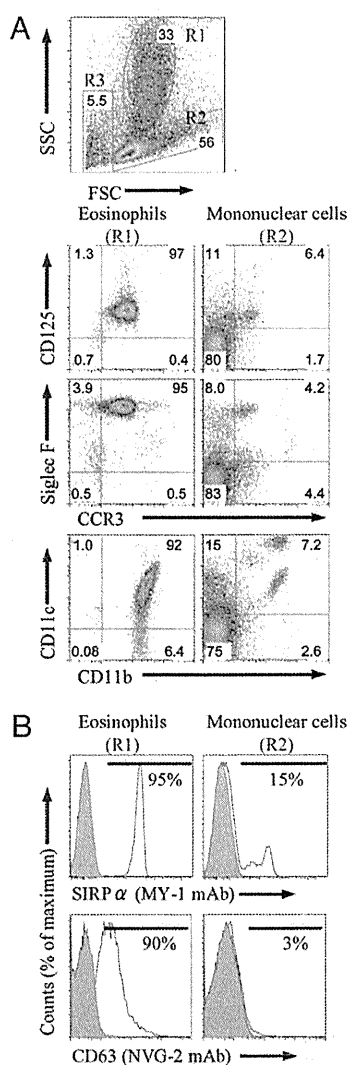 A
33 R1
R3
5.5
R2
56
SSC
FSC
Eosinophils Mononuclear cells
(R1) (R2)
1.3 97 11 6.4
CD125
0.7 0.4 80 1.7
3.9 95 8.0 4.2
Siglec F
0.5 0.5 83 4.4
CCR3
1.0 92 15 7.2
CD11c
0.08 6.4 75 2.6
CD11b
B
Eosinophils Mononuclear cells
(R1) (R2)
95% 15%
SIRP α (MY-1 mAb)
Counts (% of maximum)
90% 3%
CD63 (NVG-2 mAb)